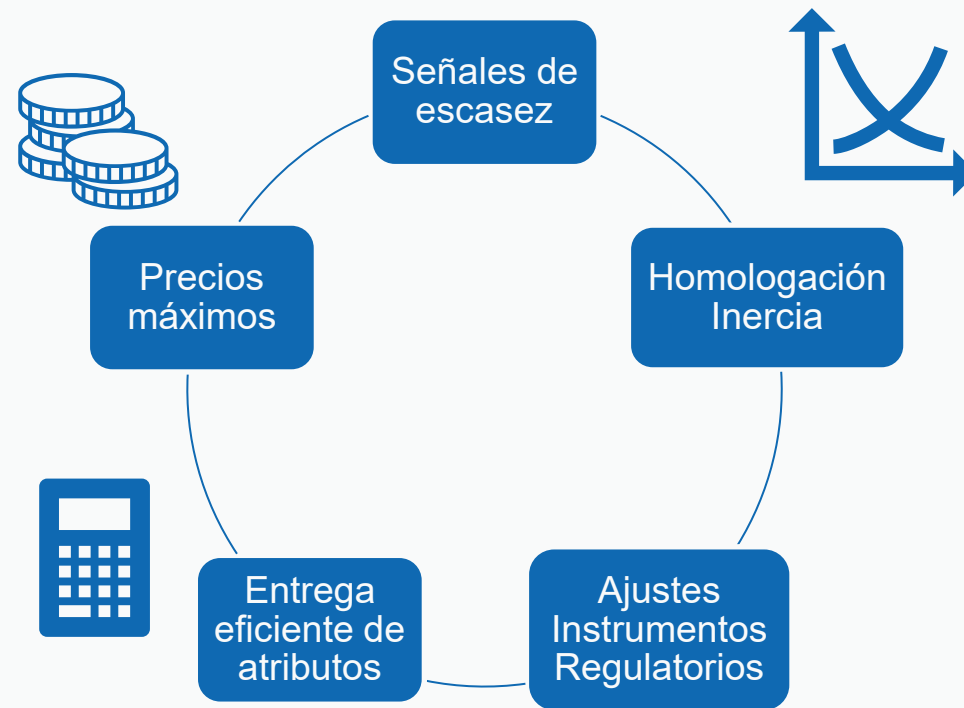 Señales de
escasez
Homologación
Inercia
Ajustes
Instrumentos
Regulatorios
Entrega
eficiente de
atributos
Precios
máximos